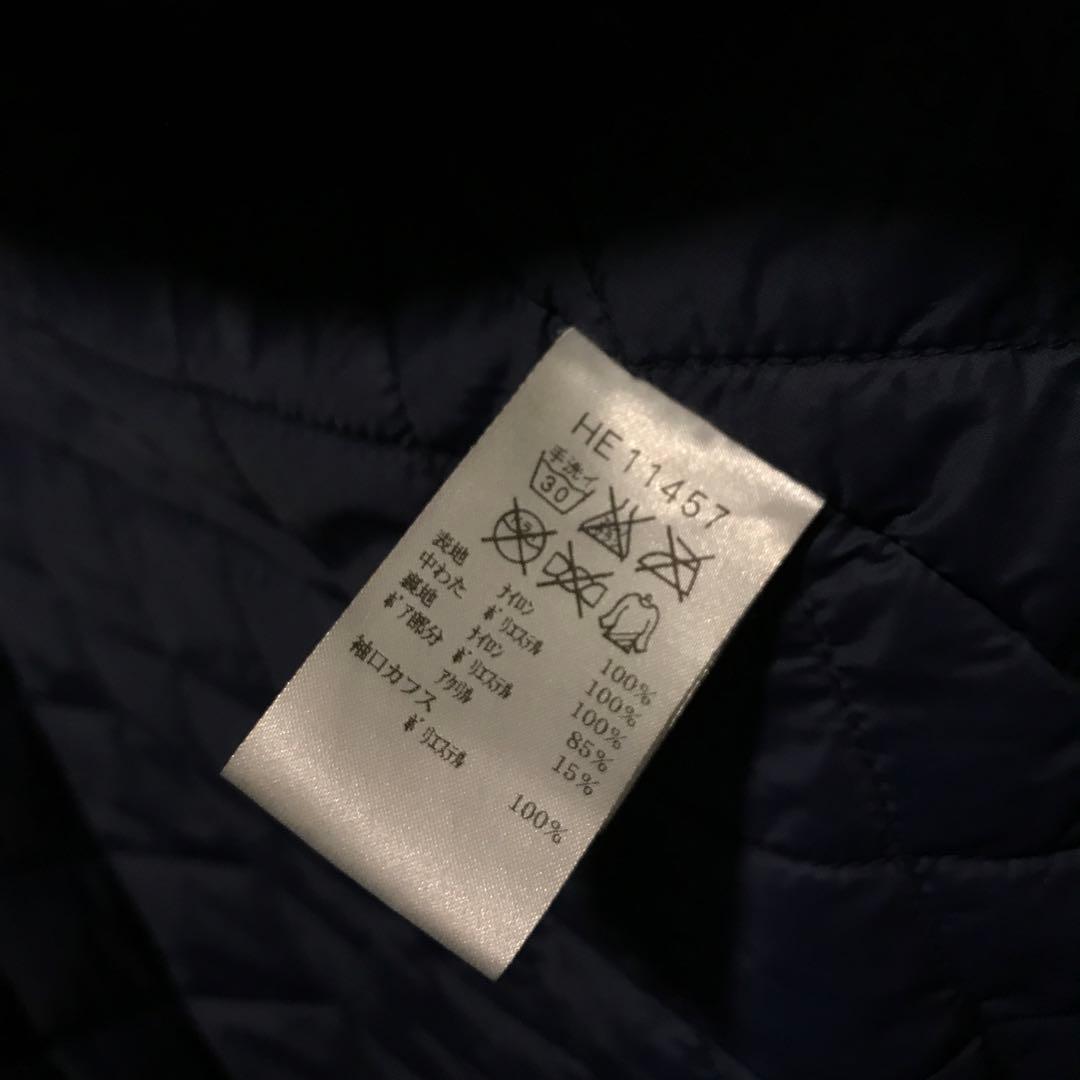 HE11457
手洗イ
30
表地 ナイロン 100%
中わた ポリエステル 100%
裏地 ナイロン 100%
ボア部分 ポリエステル 85%
アクリル 15%
袖口カフス
ポリエステル 100%